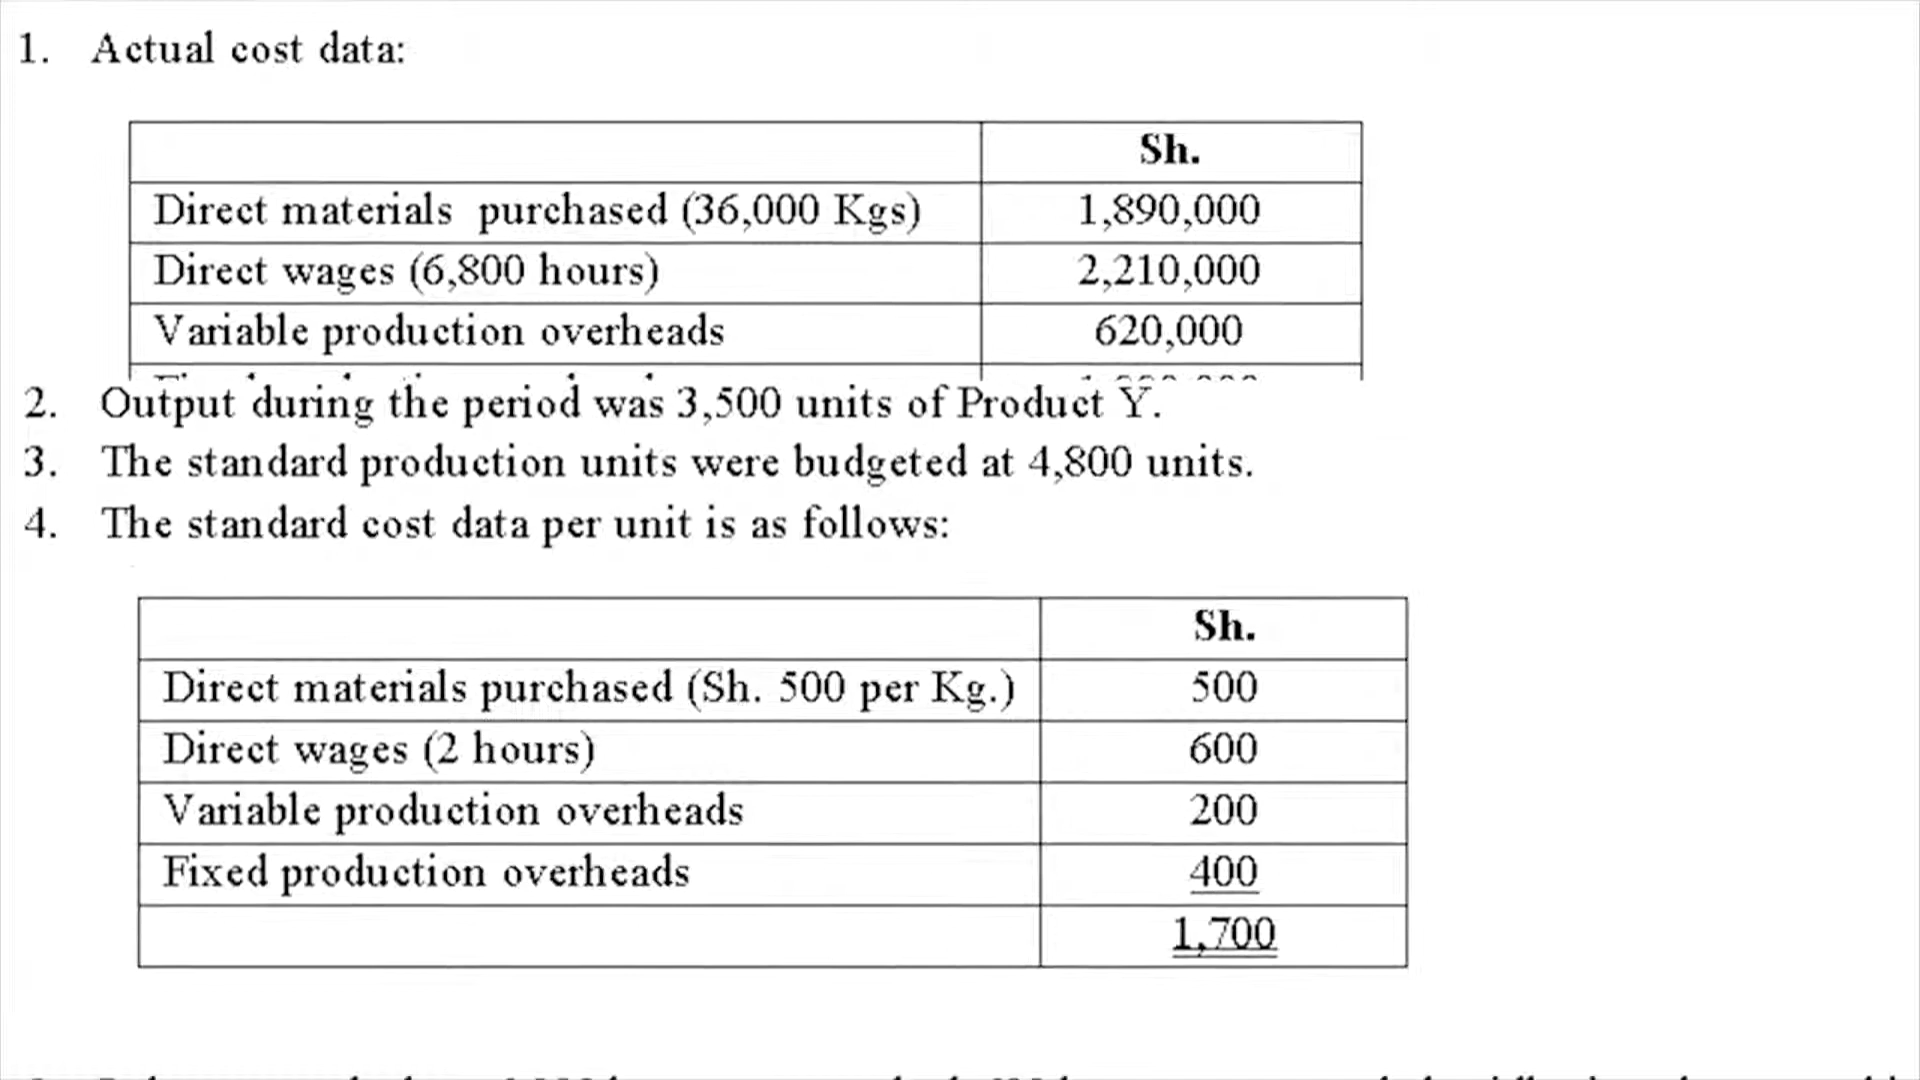 1. Actual cost data:
Sh.
Direct materials purchased (36,000 Kgs) 1,890,000
Direct wages (6,800 hours) 2,210,000
Variable production overheads 620,000
2. Output during the period was 3,500 units of Product Y.
3. The standard production units were budgeted at 4,800 units.
4. The standard cost data per unit is as follows:
Sh.
Direct materials purchased (Sh. 500 per Kg.) 500
Direct wages (2 hours) 600
Variable production overheads 200
Fixed production overheads 400
1,700